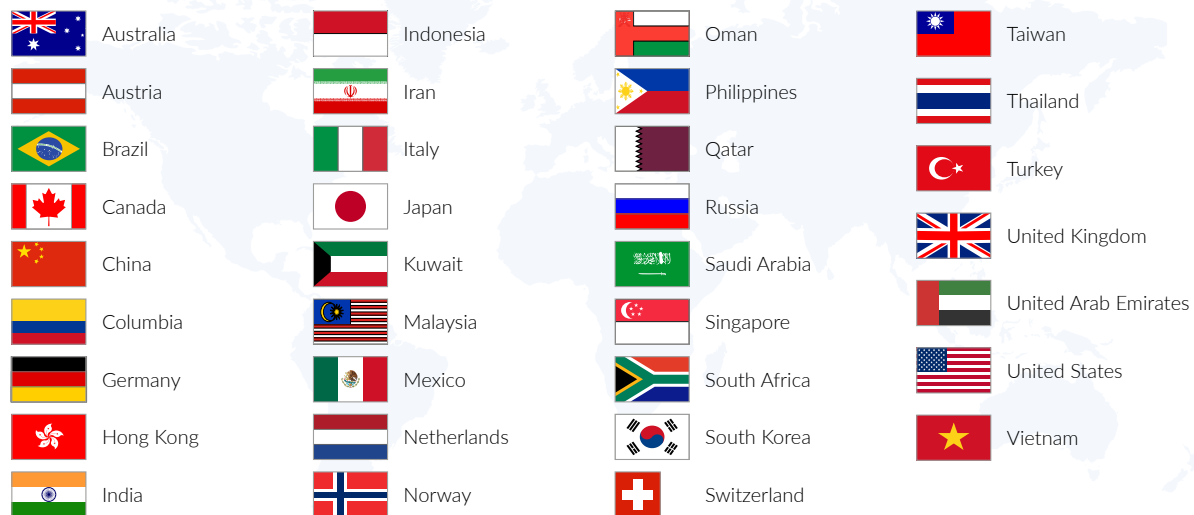 Australia
Austria
Brazil
Canada
China
Columbia
Germany
Hong Kong
India
Indonesia
Iran
Italy
Japan
Kuwait
Malaysia
Mexico
Netherlands
Norway
Oman
Philippines
Qatar
Russia
Saudi Arabia
Singapore
South Africa
South Korea
Switzerland
Taiwan
Thailand
Turkey
United Kingdom
United Arab Emirates
United States
Vietnam